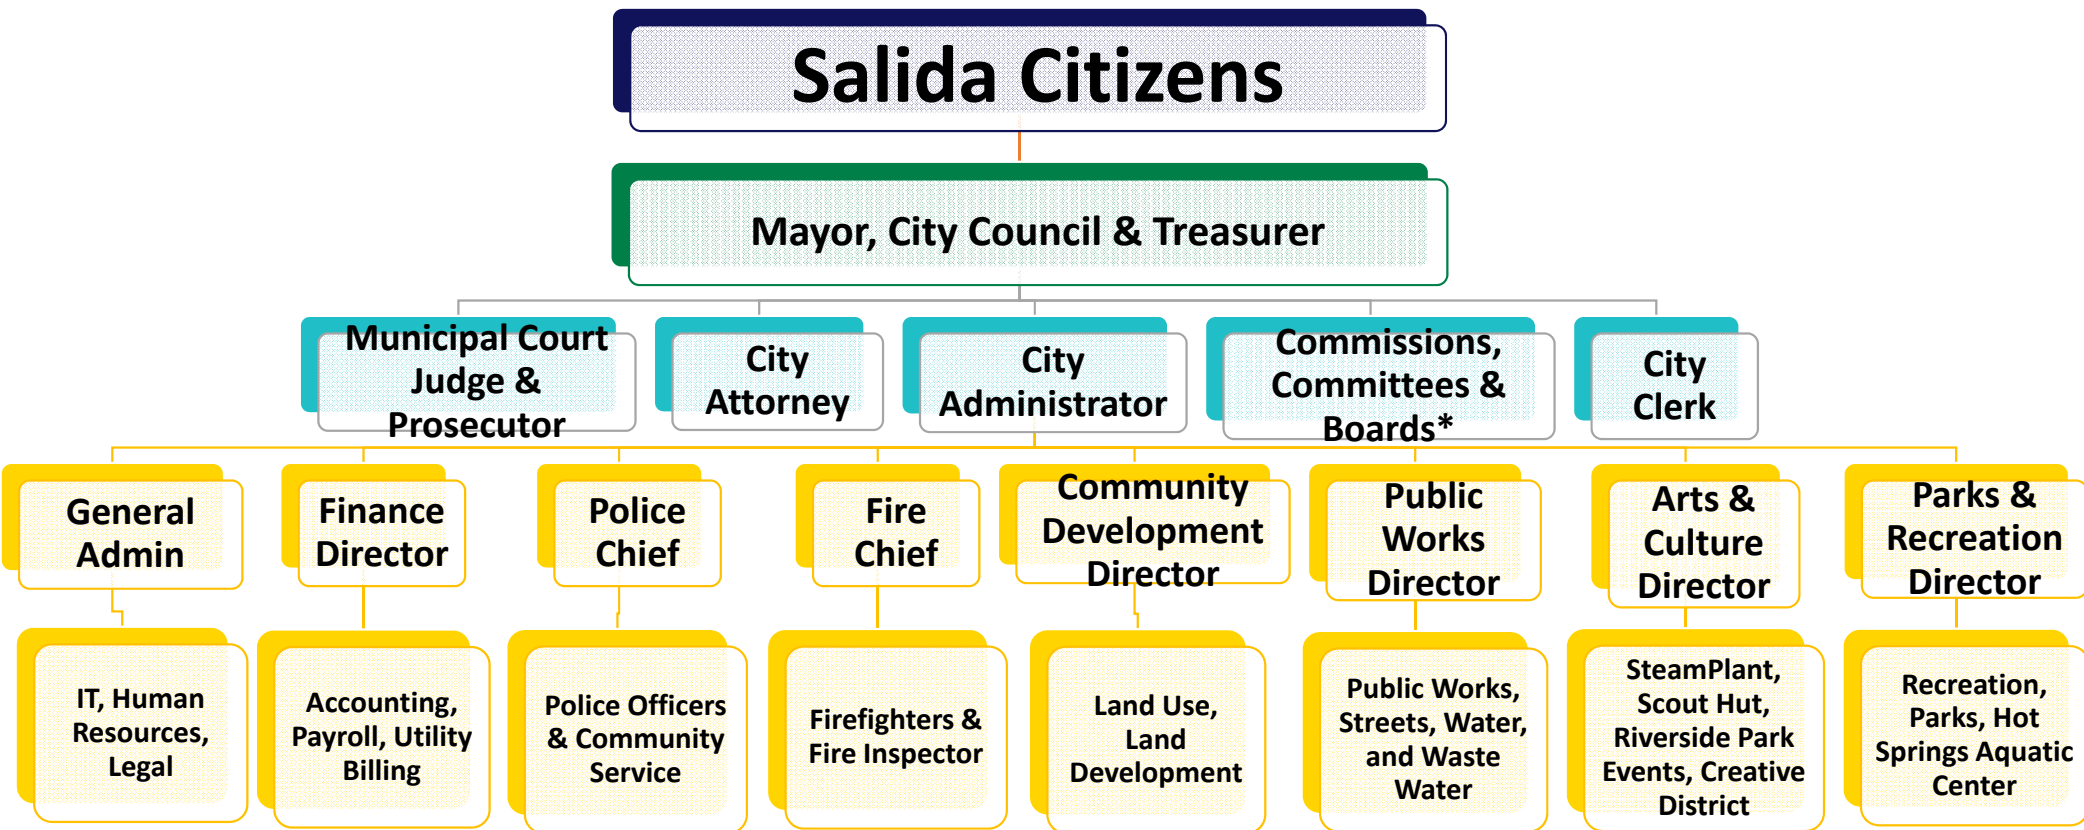 Salida Citizens
Mayor, City Council & Treasurer
Municipal Court
Judge &
Prosecutor
City
Attorney
City
Administrator
Commissions,
Committees &
Boards*
City
Clerk
General
Admin
Finance
Director
Police
Chief
Fire
Chief
Community
Development
Director
Public
Works
Director
Arts &
Culture
Director
Parks &
Recreation
Director
IT, Human
Resources,
Legal
Accounting,
Payroll, Utility
Billing
Police Officers
& Community
Service
Firefighters &
Fire Inspector
Land Use,
Land
Development
Public Works,
Streets, Water,
and Waste
Water
SteamPlant,
Scout Hut,
Riverside Park
Events, Creative
District
Recreation,
Parks, Hot
Springs Aquatic
Center